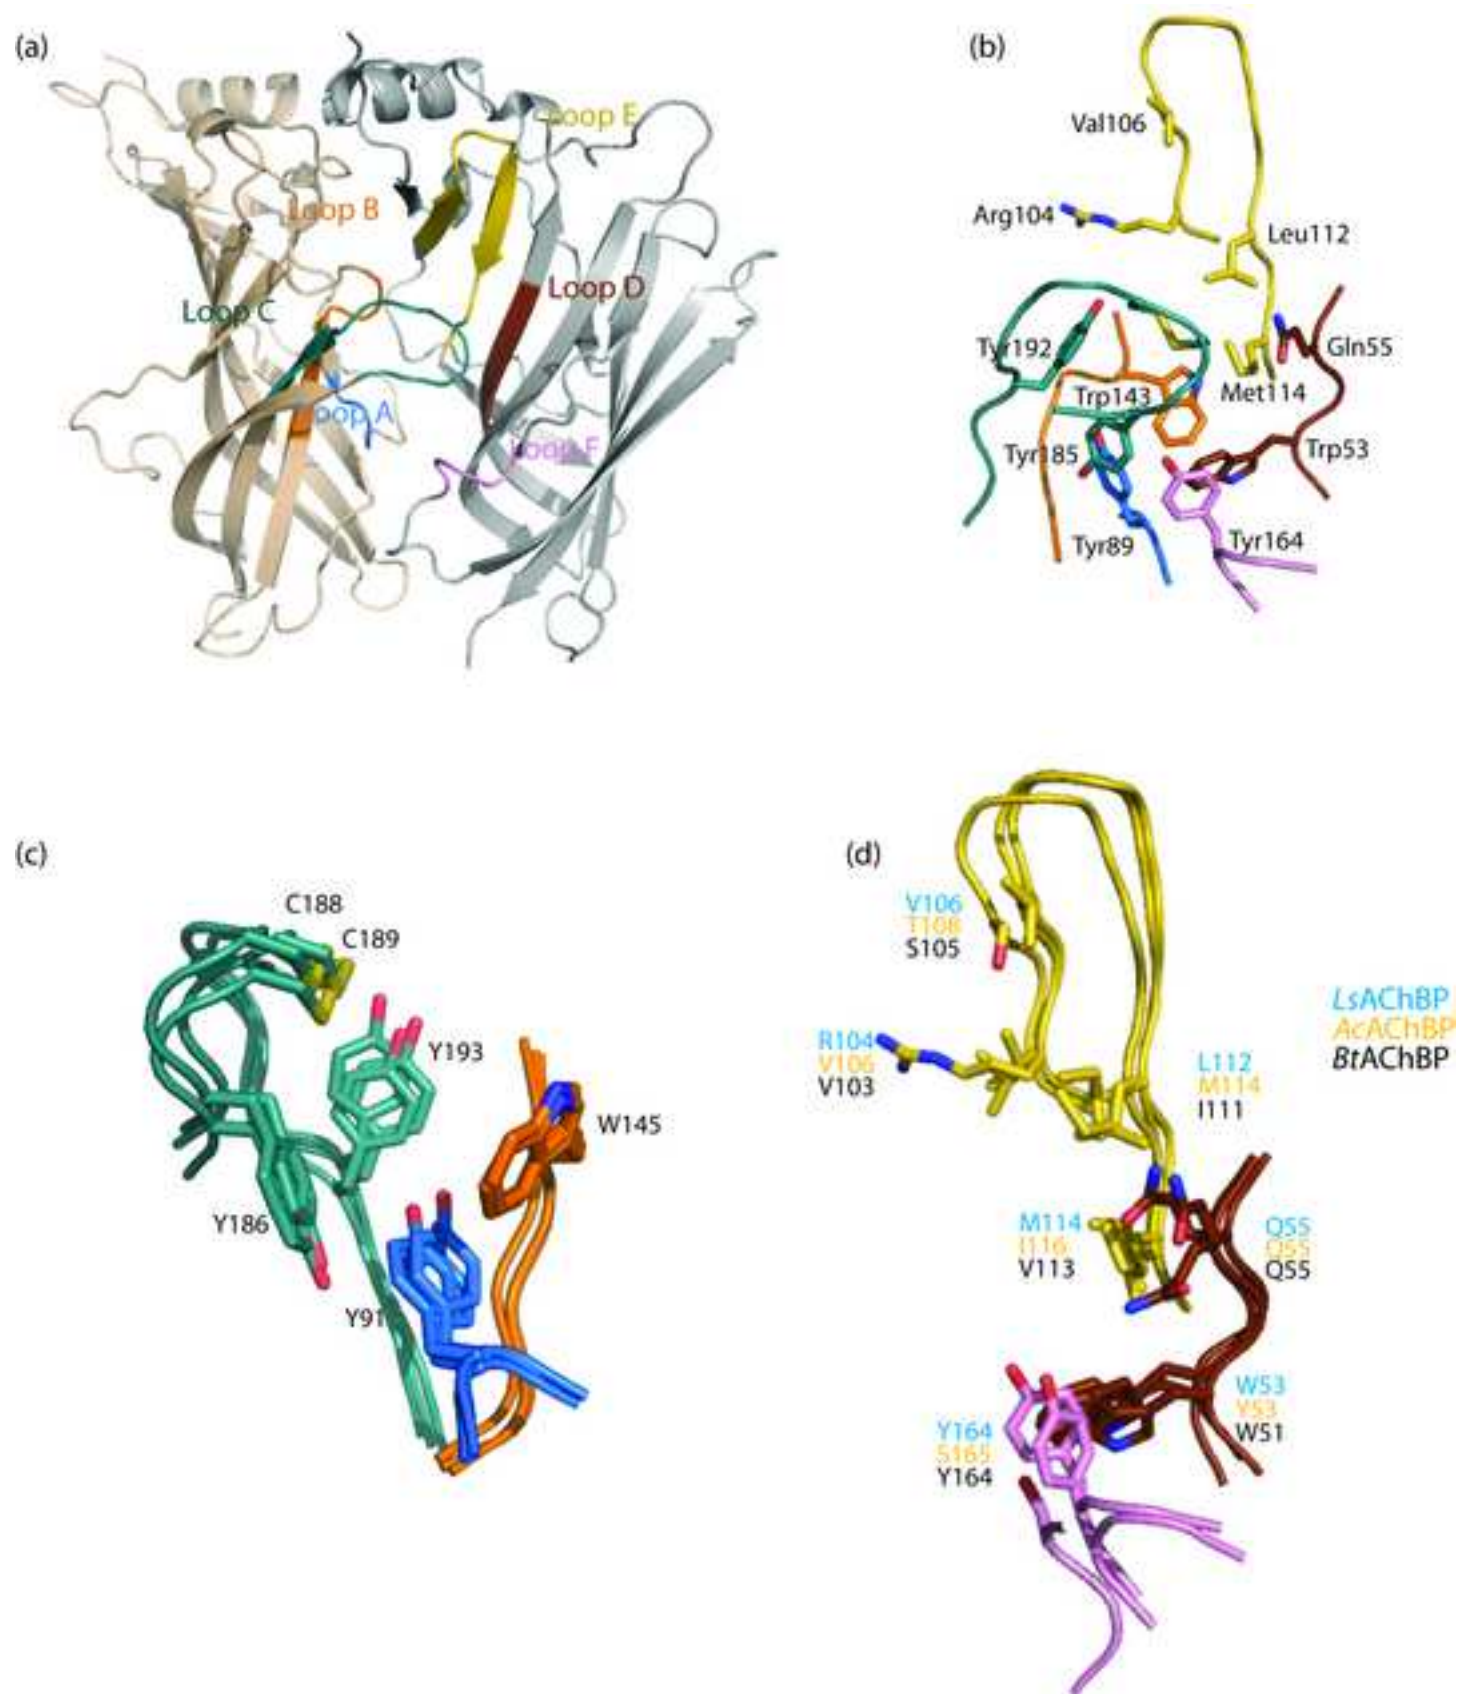 (a)
Loop E
Loop B
Loop C
Loop D
Loop A
Loop F
(b)
Val106
Arg104
Leu112
Tyr192
Gln55
Trp143
Met114
Tyr185
Trp53
Tyr89
Tyr164
(c)
C188
C189
Y193
W145
Y186
Y91
(d)
V106
T108
S105
R104
V106
V103
L112
M114
I111
LsAChBP
AcAChBP
BtAChBP
M114
I116
V113
Q55
Q55
Q55
W53
Y53
W51
Y164
S165
Y164